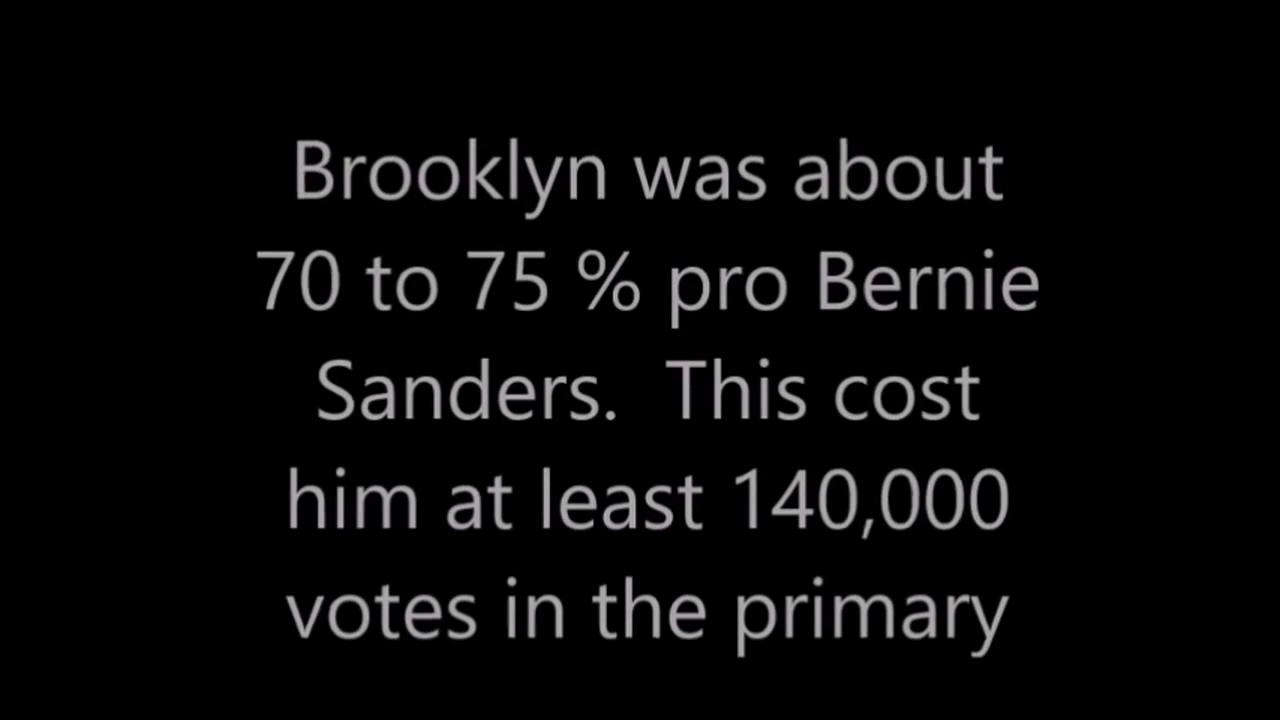 Brooklyn was about
70 to 75 % pro Bernie
Sanders.  This cost
him at least 140,000
votes in the primary